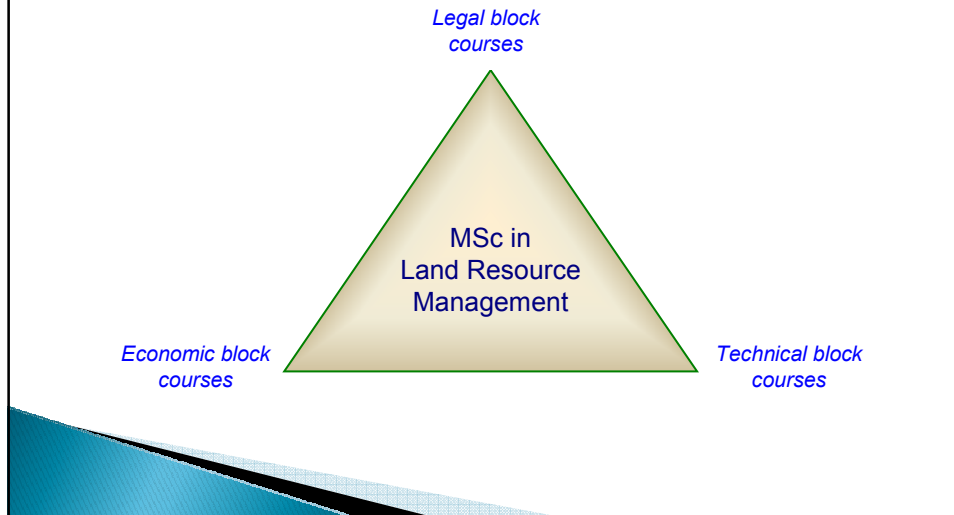 Legal block
courses
MSc in
Land Resource
Management
Economic block
courses
Technical block
courses